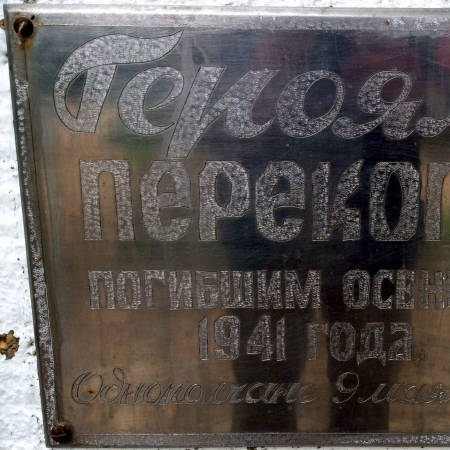 Героям
перекоп
погибшим осен
1941 года.
Однополчане 9 мая